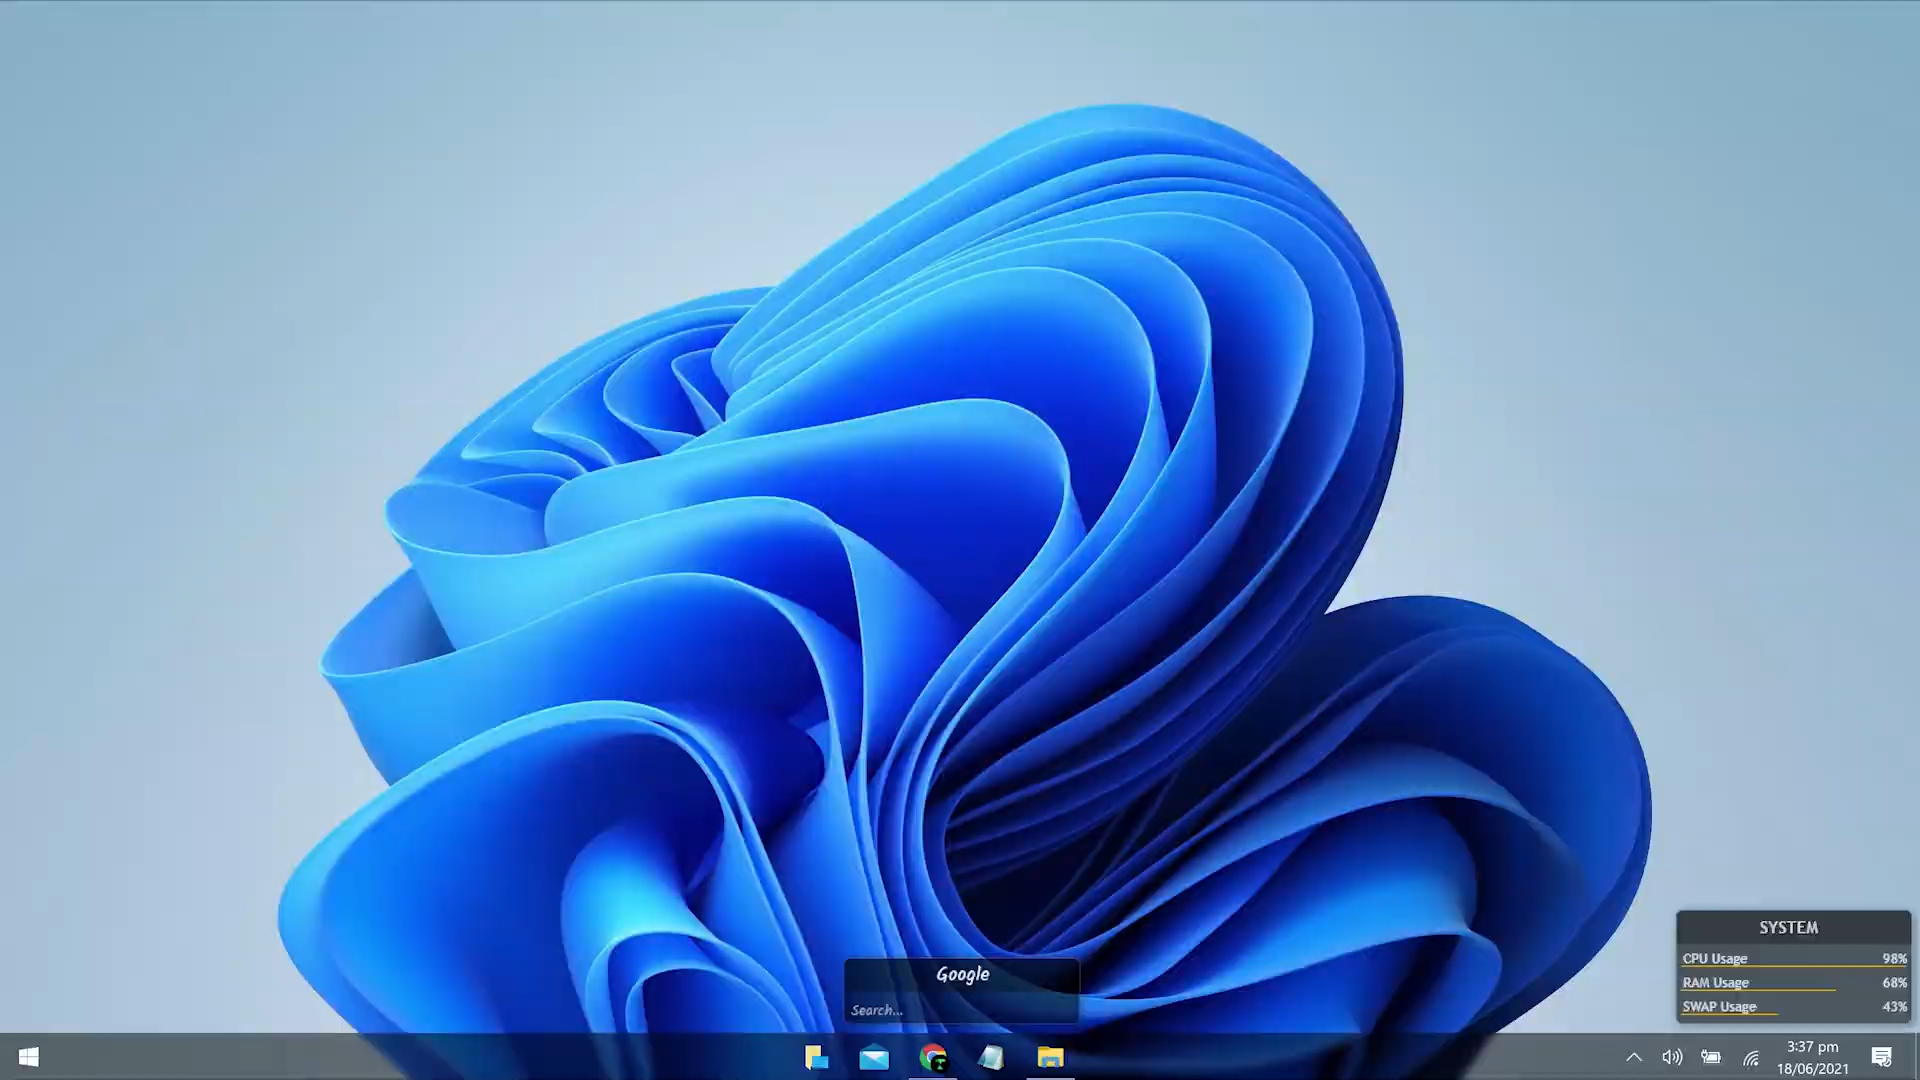 Google
Search...
SYSTEM
CPU Usage 98%
RAM Usage 68%
SWAP Usage 43%
3:37 pm
18/06/2021